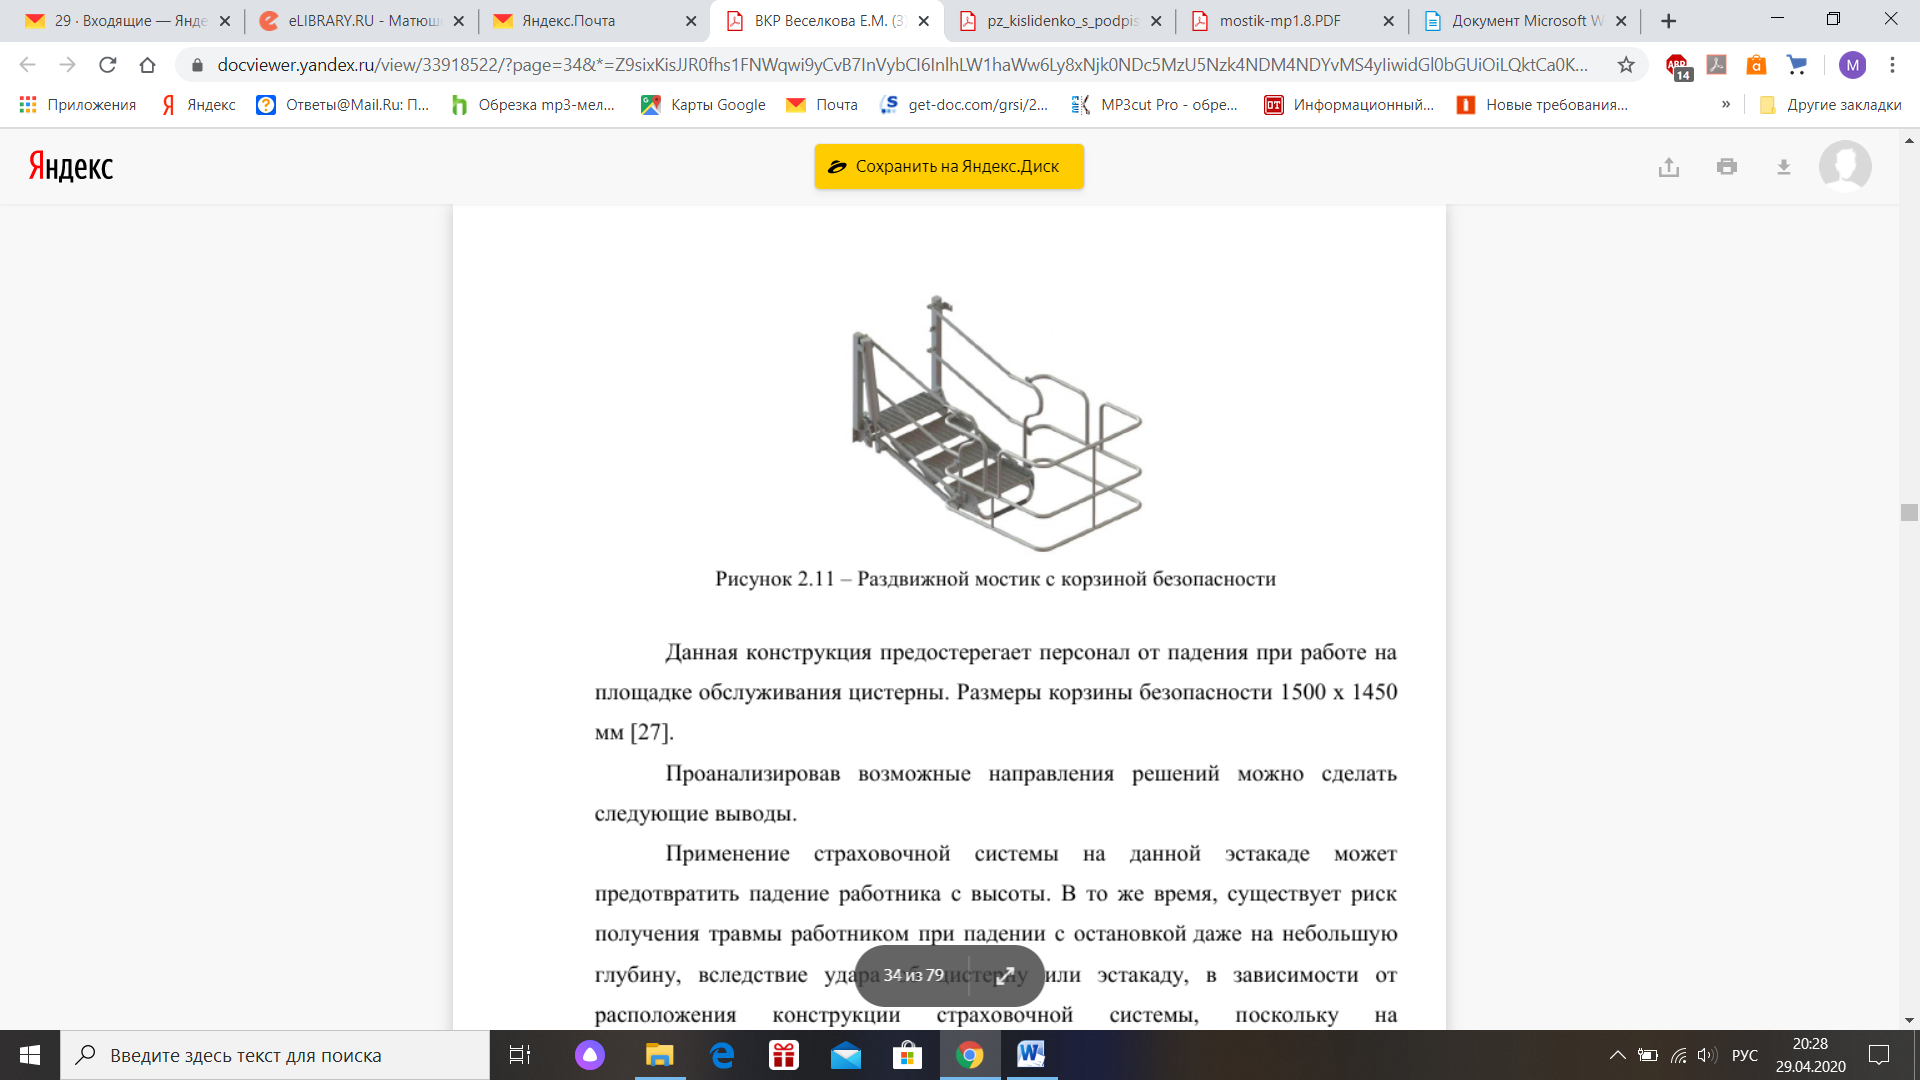 29 · Входящие — Янде
eLIBRARY.RU - Матюш
Яндекс.Почта
ВКР Веселкова Е.М. (3
pz_kislidenko_s_podpis
mostik-mp1.8.PDF
Документ Microsoft W
docviewer.yandex.ru/view/33918522/?page=34&*=Z9sixKisJJR0fhs1FNWqwi9yCvB7InVybCI6InlhLW1haWw6Ly8xNjk0NDc5MzU5Nzk4NDM4NDYvMS4yIiwidGl0bGUiOiLQktCa0K...
14
M
Приложения
Яндекс
Ответы@Mail.Ru: П...
Обрезка mp3-мел...
Карты Google
Почта
get-doc.com/grsi/2...
MP3cut Pro - обре...
Информационный...
Новые требования...
»
Другие закладки
Яндекс
Сохранить на Яндекс.Диск
Рисунок 2.11 – Раздвижной мостик с корзиной безопасности
Данная конструкция предостерегает персонал от падения при работе на
площадке обслуживания цистерны. Размеры корзины безопасности 1500 х 1450
мм [27].
Проанализировав возможные направления решений можно сделать
следующие выводы.
Применение страховочной системы на данной эстакаде может
предотвратить падение работника с высоты. В то же время, существует риск
получения травмы работником при падении с остановкой даже на небольшую
глубину, вследствие удара об цистерну или эстакаду, в зависимости от
расположения конструкции страховочной системы, поскольку на
34 из 79
Введите здесь текст для поиска
РУС
20:28
29.04.2020